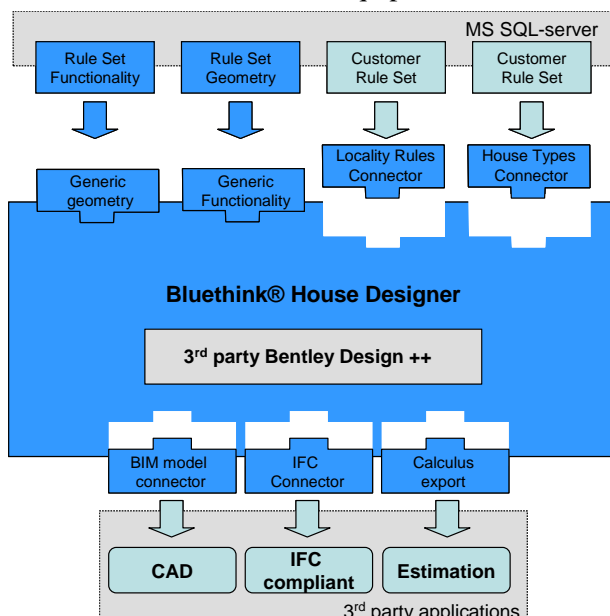 MS SQL-server
Rule Set
Functionality
Rule Set
Geometry
Customer
Rule Set
Customer
Rule Set
Locality Rules
Connector
House Types
Connector
Generic
geometry
Generic
Functionality
Bluethink® House Designer
3rd party Bentley Design ++
BIM model
connector
IFC
Connector
Calculus
export
CAD
IFC
compliant
Estimation
3rd party applications